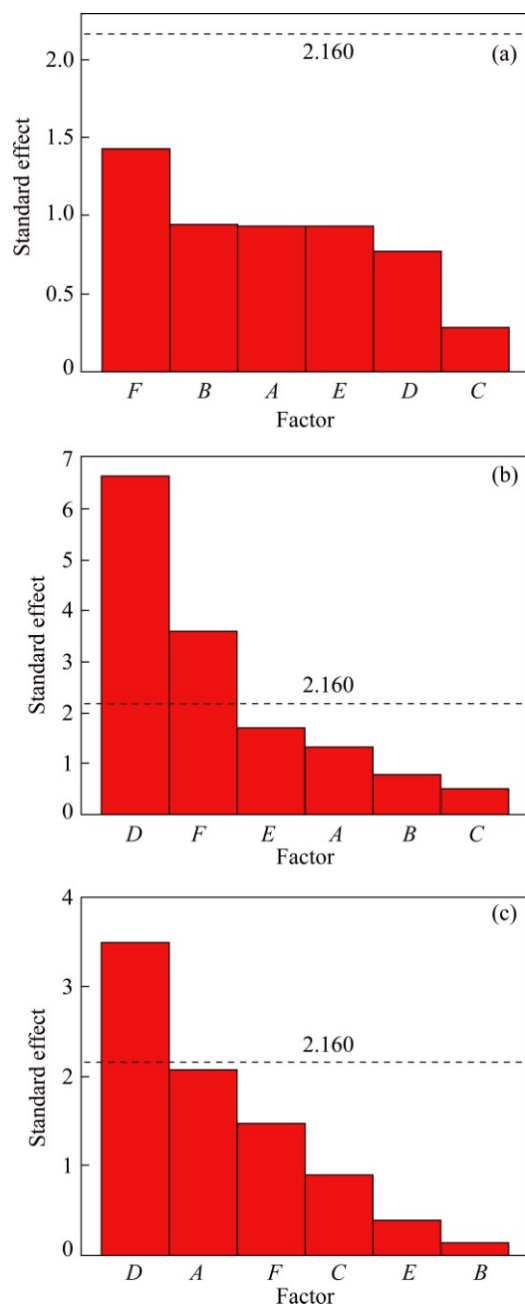 (a)
2.160
2.0
1.5
1.0
0.5
0
Standard effect
F B A E D C
Factor
(b)
7
6
5
4
3
2.160
2
1
0
Standard effect
D F E A B C
Factor
(c)
4
3
2.160
2
1
0
Standard effect
D A F C E B
Factor